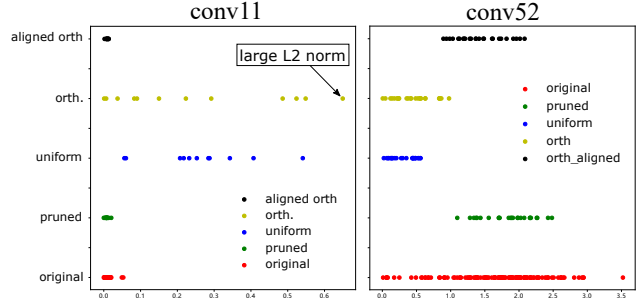 conv11
conv52
aligned orth
orth.
uniform
pruned
original
large L2 norm
aligned orth
orth.
uniform
pruned
original
0.0 0.1 0.2 0.3 0.4 0.5 0.6
original
pruned
uniform
orth
orth_aligned
0.0 0.5 1.0 1.5 2.0 2.5 3.0 3.5